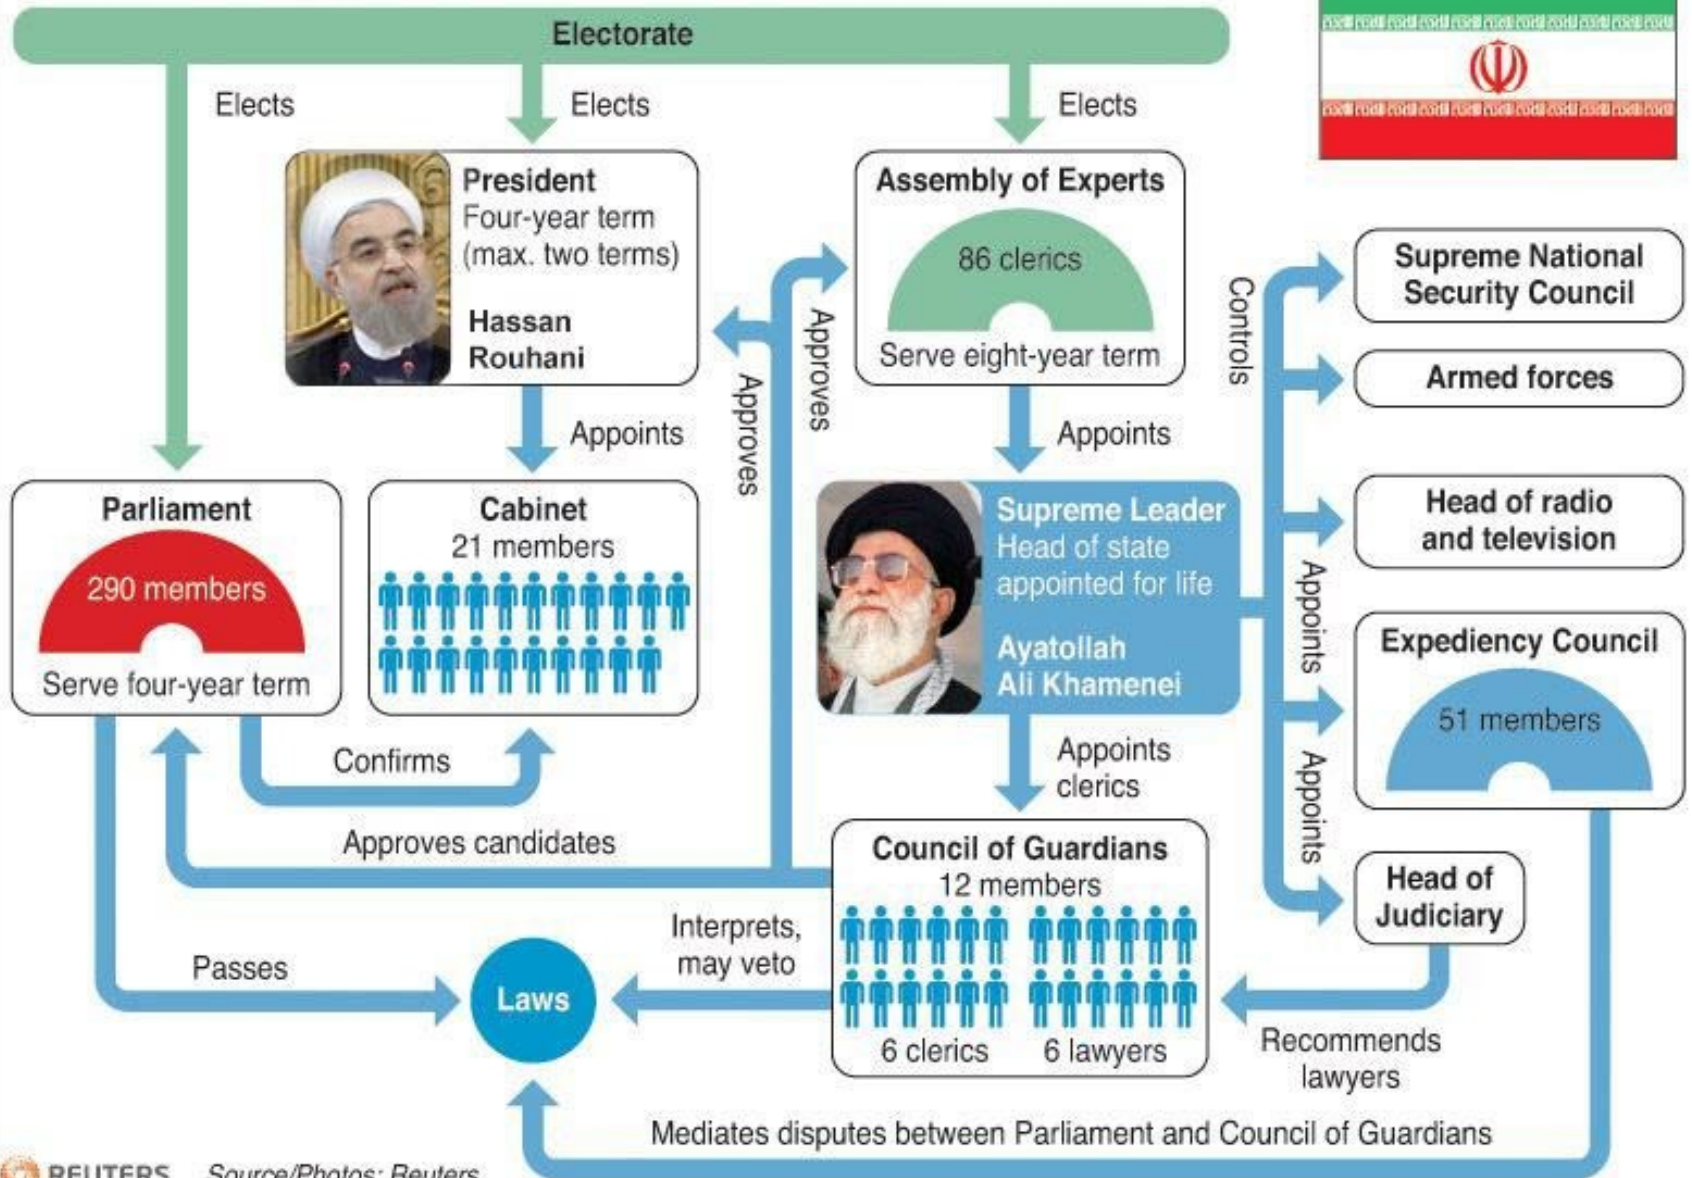 Electorate
Elects
Elects
Elects
President
Four-year term
(max. two terms)
Hassan
Rouhani
Assembly of Experts
86 clerics
Serve eight-year term
Approves
Approves
Controls
Supreme National
Security Council
Armed forces
Appoints
Appoints
Parliament
290 members
Serve four-year term
Cabinet
21 members
Supreme Leader
Head of state
appointed for life
Ayatollah
Ali Khamenei
Head of radio
and television
Appoints
Expediency Council
51 members
Appoints
Confirms
Appoints
clerics
Approves candidates
Council of Guardians
12 members
6 clerics
6 lawyers
Head of
Judiciary
Passes
Laws
Interprets,
may veto
Recommends
lawyers
Mediates disputes between Parliament and Council of Guardians
REUTERS
Source/Photos: Reuters